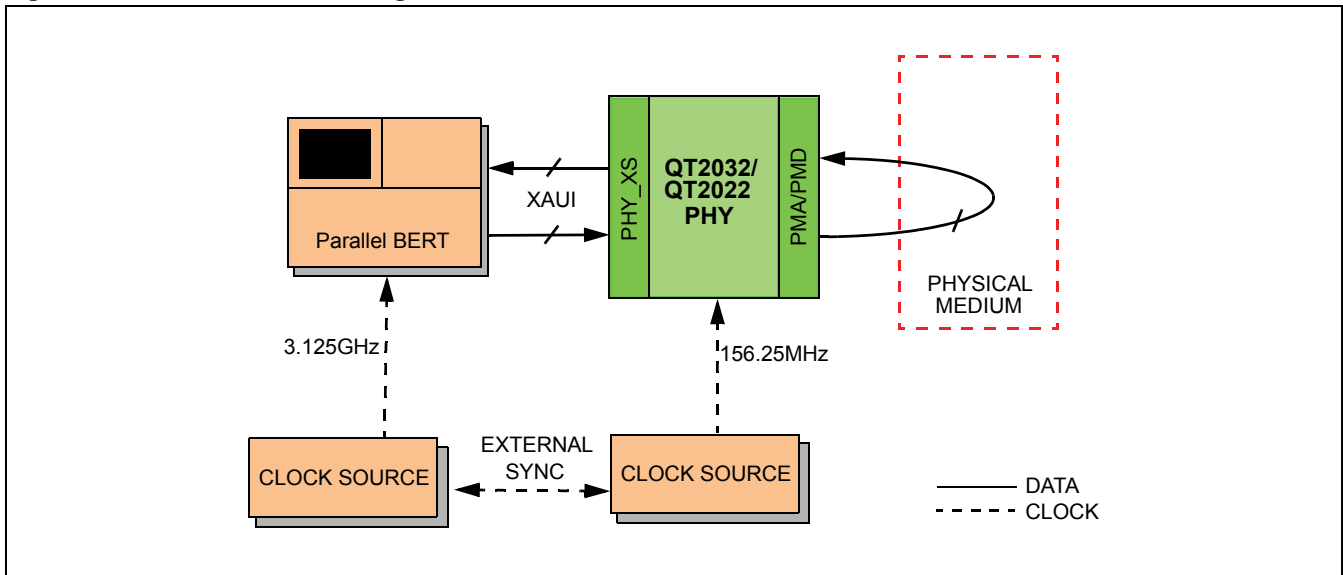 XAUI
Parallel BERT
PHY_XS
QT2032/
QT2022
PHY
PMA/PMD
PHYSICAL
MEDIUM
3.125GHz
156.25MHz
CLOCK SOURCE
EXTERNAL
SYNC
CLOCK SOURCE
DATA
CLOCK